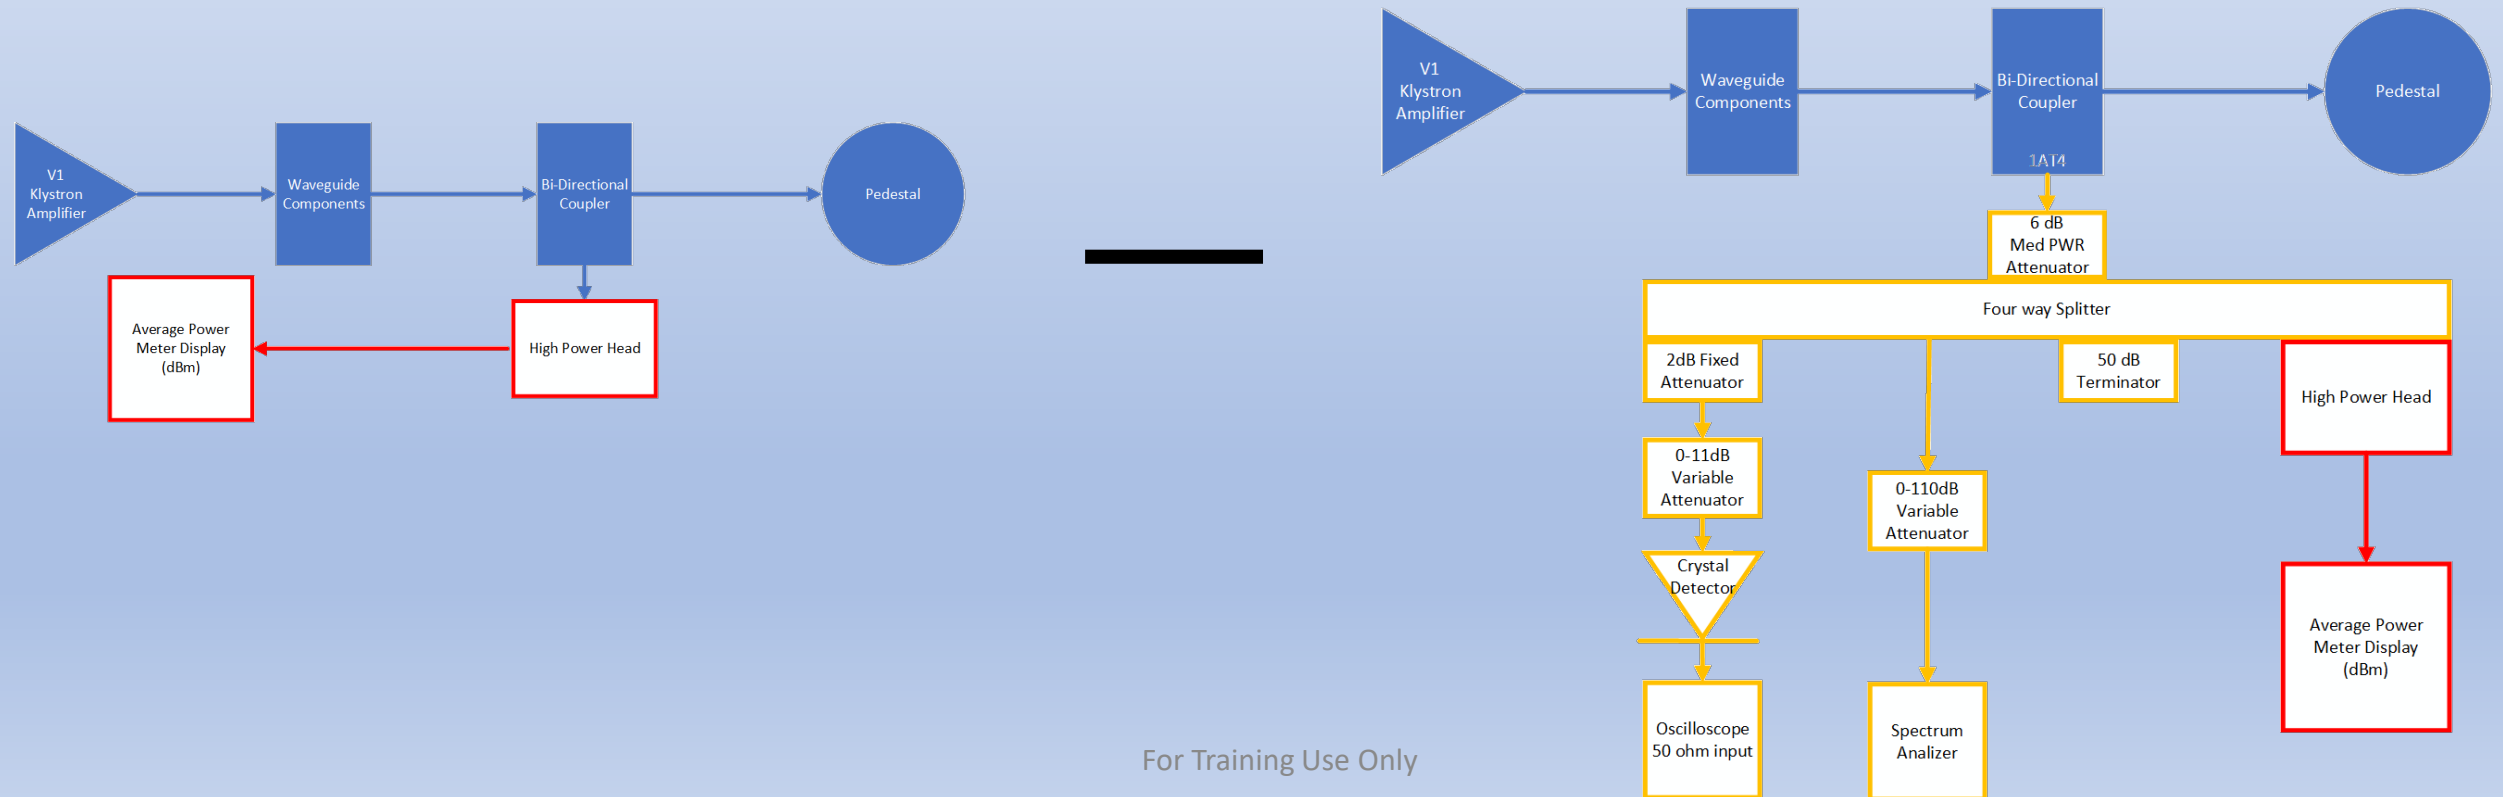 V1
Klystron
Amplifier
Waveguide
Components
Bi-Directional
Coupler
Pedestal
Average Power
Meter Display
(dBm)
High Power Head
V1
Klystron
Amplifier
Waveguide
Components
Bi-Directional
Coupler
1AT4
Pedestal
6 dB
Med PWR
Attenuator
Four way Splitter
2dB Fixed
Attenuator
50 dB
Terminator
High Power Head
0-11dB
Variable
Attenuator
0-110dB
Variable
Attenuator
Crystal
Detector
Average Power
Meter Display
(dBm)
Oscilloscope
50 ohm input
Spectrum
Analizer
For Training Use Only